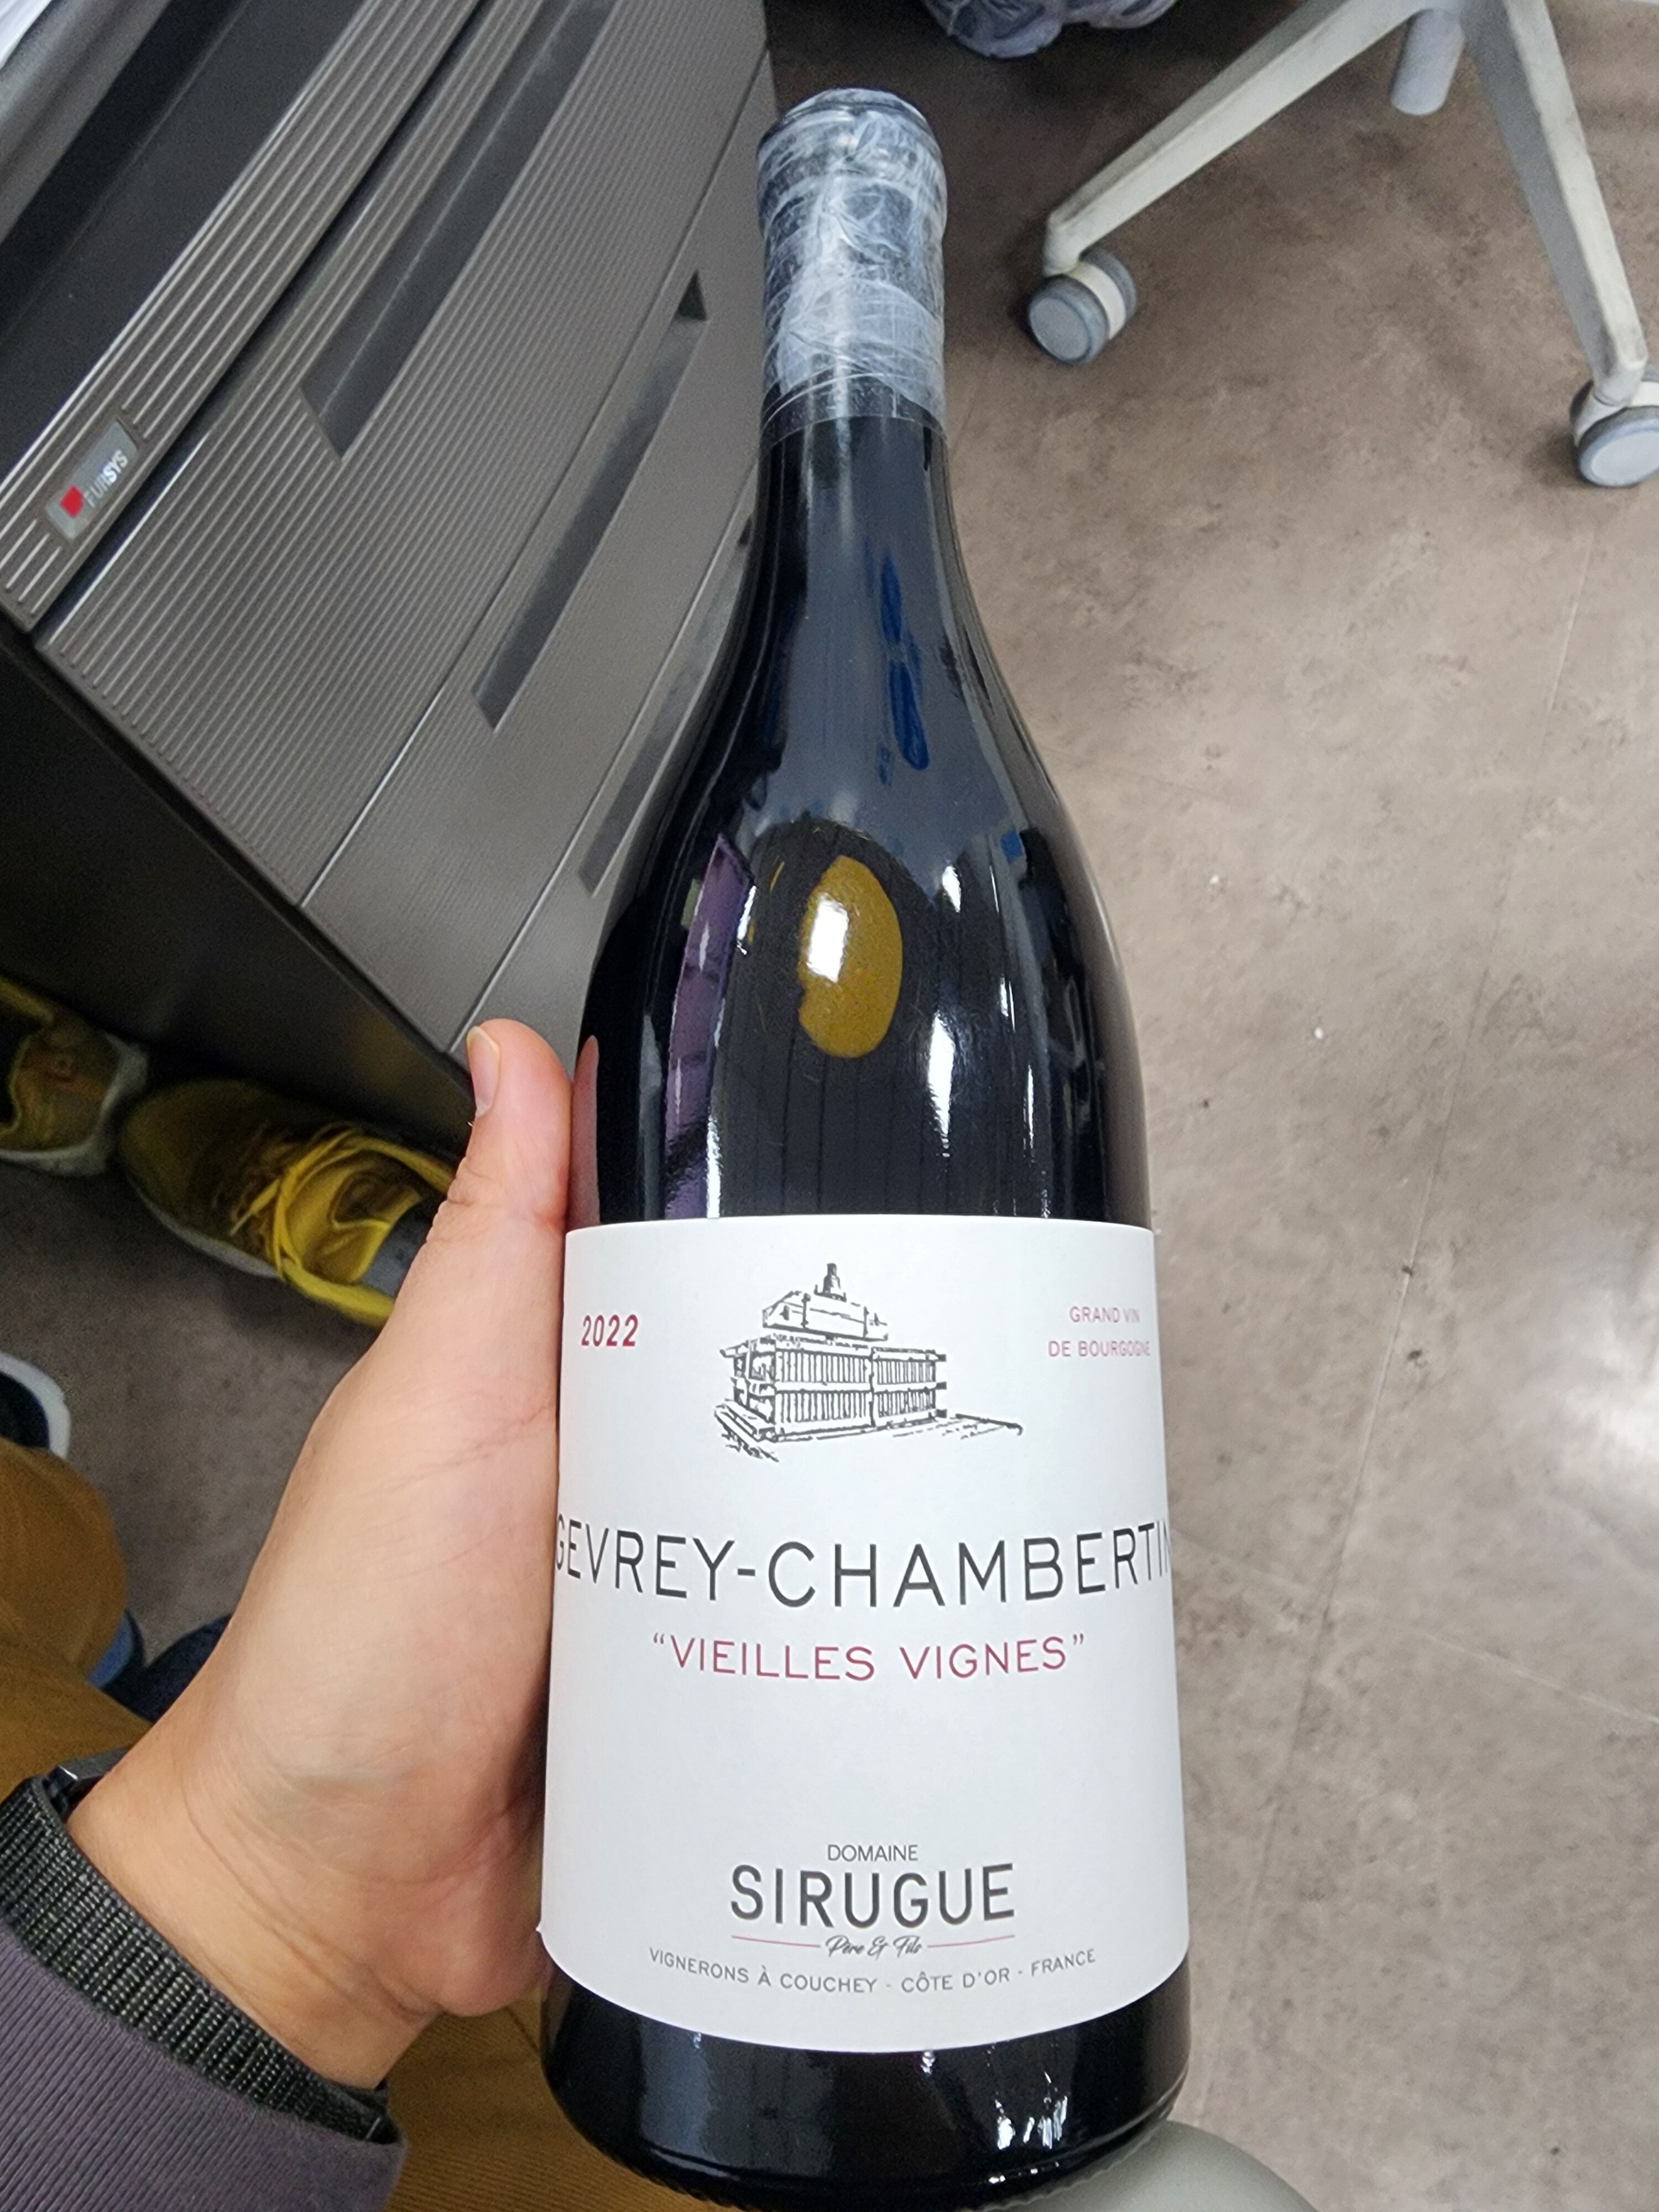 FURSYS
2022
GRAND VIN
DE BOURGOGNE
GEVREY-CHAMBERTIN
"VIEILLES VIGNES"
DOMAINE
SIRUGUE
Père & Fils
VIGNERONS À COUCHEY - CÔTE D'OR - FRANCE